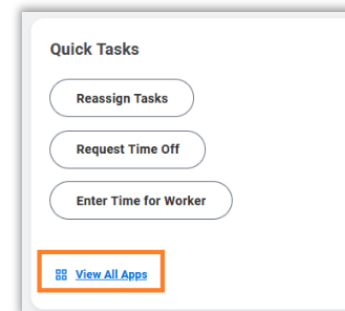 Quick Tasks
Reassign Tasks
Request Time Off
Enter Time for Worker
View All Apps